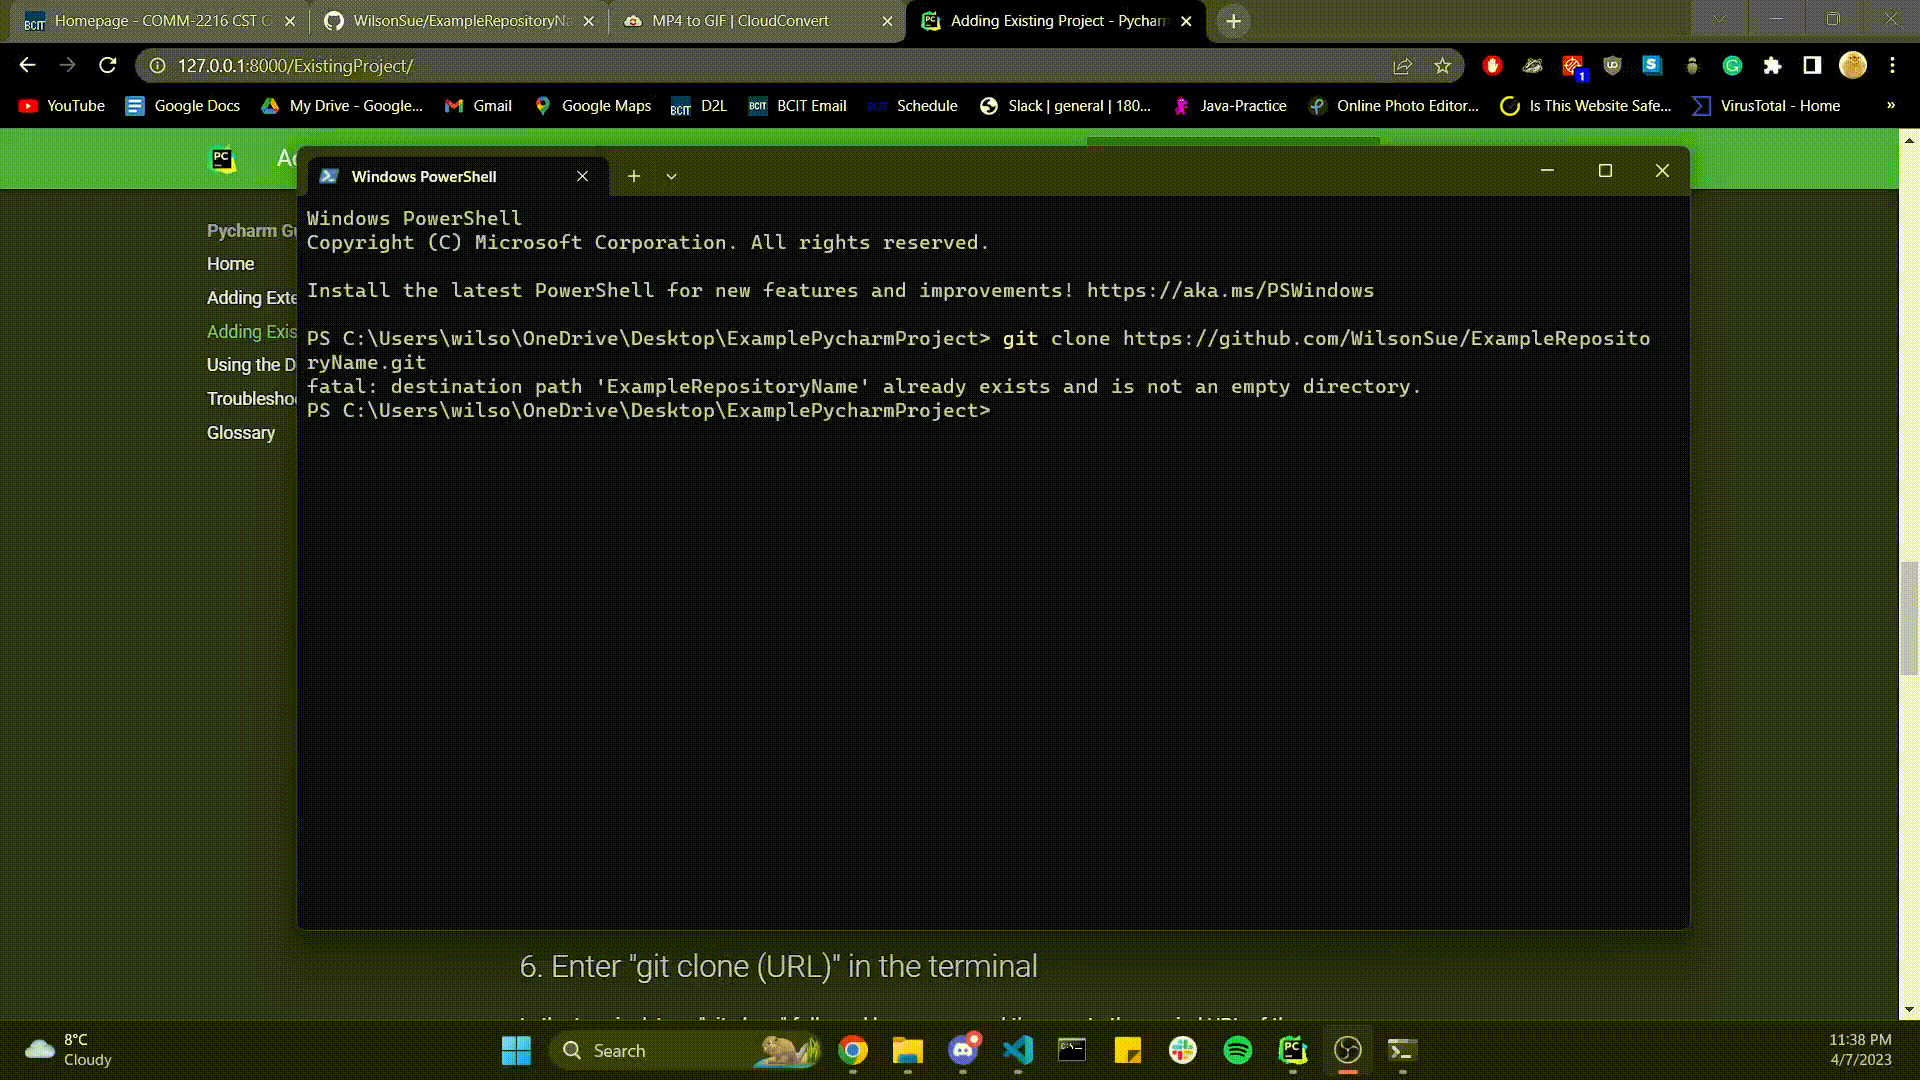 Homepage - COMM-2216 CST C
WilsonSue/ExampleRepositoryNa
MP4 to GIF | CloudConvert
Adding Existing Project - Pycharm
127.0.0.1:8000/ExistingProject/
1
YouTube
Google Docs
My Drive - Google...
Gmail
Google Maps
D2L
BCIT Email
Schedule
Slack | general | 180...
Java-Practice
Online Photo Editor...
Is This Website Safe...
VirusTotal - Home
»
Windows PowerShell
Pycharm Gu
Home
Adding Exte
Adding Exis
Using the D
Troubleshoo
Glossary
Windows PowerShell
Copyright (C) Microsoft Corporation. All rights reserved.
Install the latest PowerShell for new features and improvements! https://aka.ms/PSWindows
PS C:\Users\wilso\OneDrive\Desktop\ExamplePycharmProject> git clone https://github.com/WilsonSue/ExampleReposito
ryName.git
fatal: destination path 'ExampleRepositoryName' already exists and is not an empty directory.
PS C:\Users\wilso\OneDrive\Desktop\ExamplePycharmProject>
6. Enter "git clone (URL)" in the terminal
8°C
Cloudy
Search
11:38 PM
4/7/2023